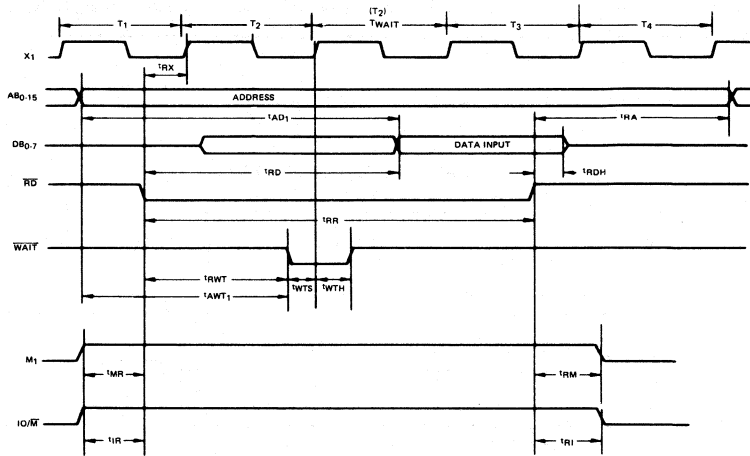 T1 T2 (T2) TWAIT T3 T4
X1
tRX
AB0-15 ADDRESS
tAD1 tRA
DB0-7 DATA INPUT
tRD tRDH
RD
tRR
WAIT
tRWT tWTS tWTH
tAWT1
M1
tMR tRM
IO/M
tIR tRI